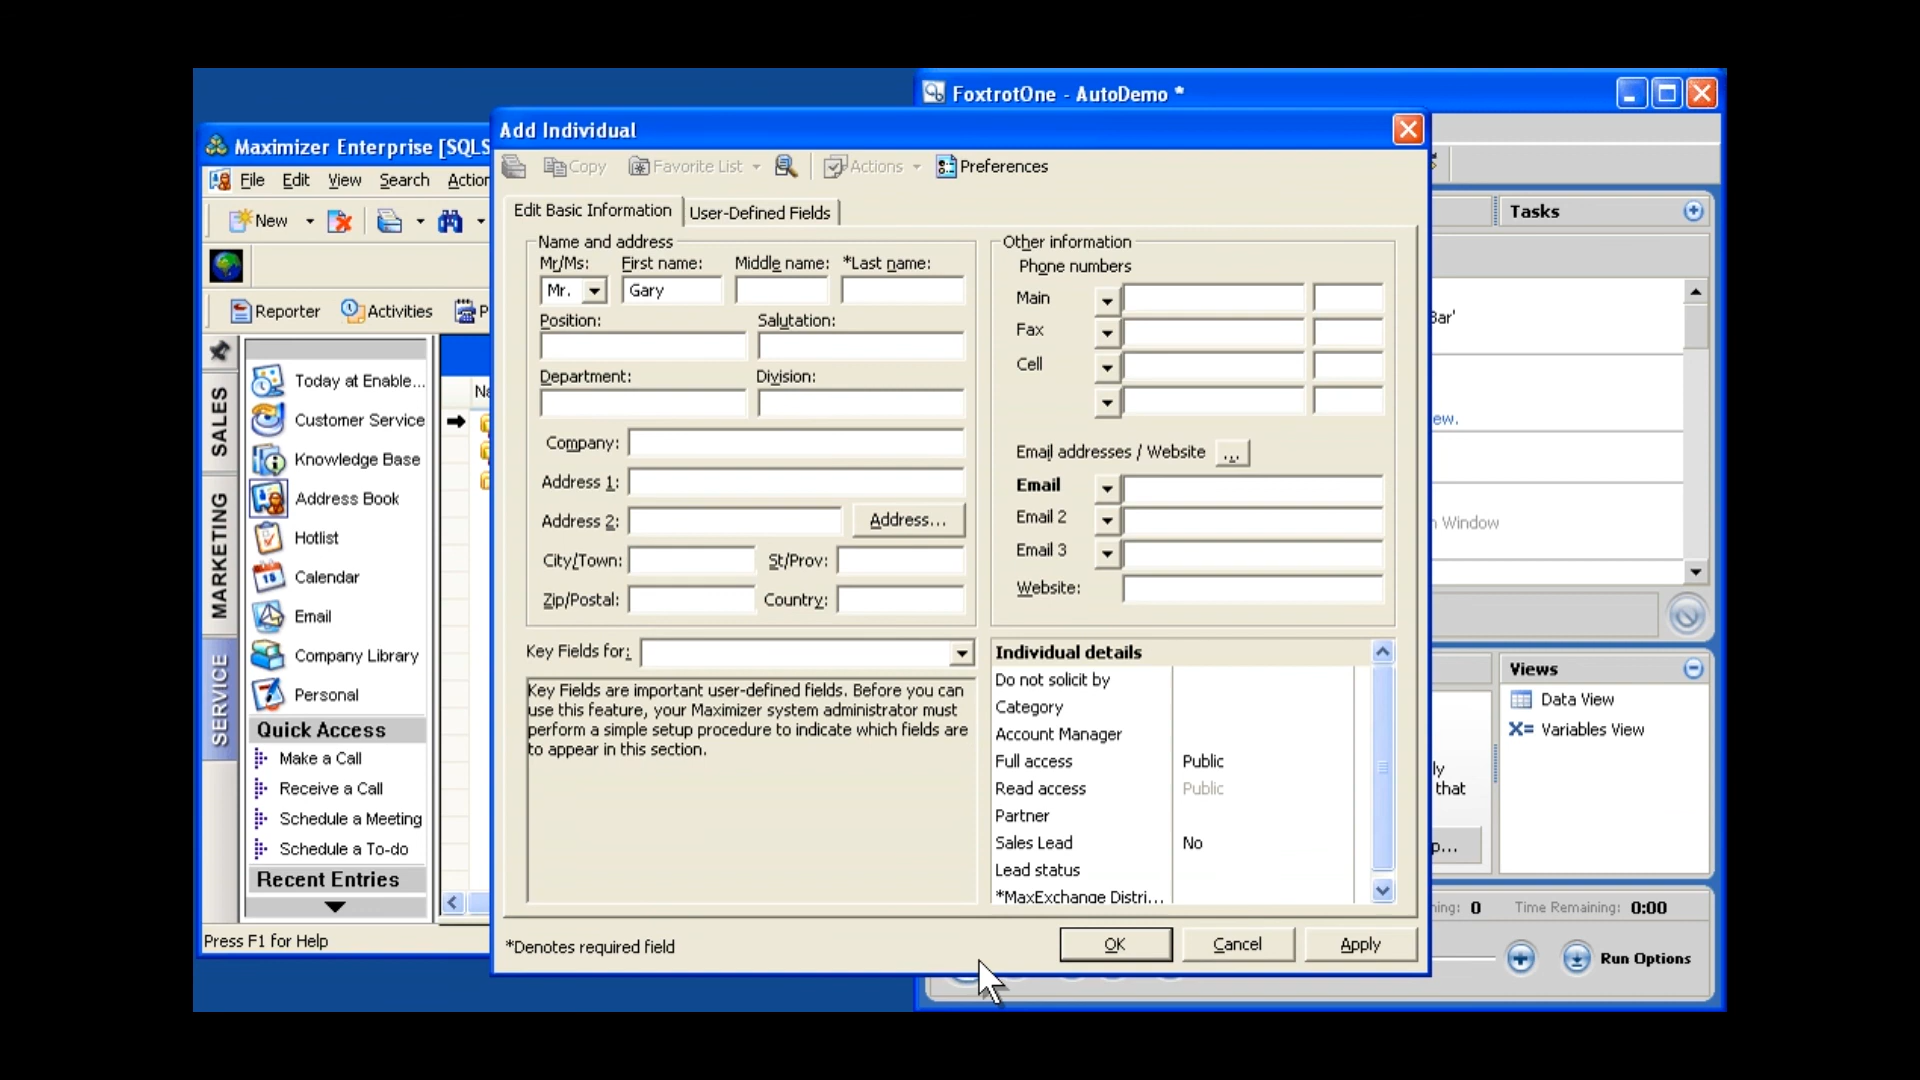 FoxtrotOne - AutoDemo *
Maximizer Enterprise [SQLS
File Edit View Search Action
New
Reporter Activities P
SALES
MARKETING
SERVICE
Today at Enable...
Customer Service
Knowledge Base
Address Book
Hotlist
Calendar
Email
Company Library
Personal
Quick Access
Make a Call
Receive a Call
Schedule a Meeting
Schedule a To-do
Recent Entries
Press F1 for Help
Add Individual
Copy Favorite List Actions Preferences
Edit Basic Information User-Defined Fields
Name and address
Mr/Ms: First name: Middle name: *Last name:
Mr. Gary
Position: Salutation:
Department: Division:
Company:
Address 1:
Address 2: Address...
City/Town: St/Prov:
Zip/Postal: Country:
Key Fields for:
Key Fields are important user-defined fields. Before you can
use this feature, your Maximizer system administrator must
perform a simple setup procedure to indicate which fields are
to appear in this section.
Other information
Phone numbers
Main
Fax
Cell
Email addresses / Website ...
Email
Email 2
Email 3
Website:
Individual details
Do not solicit by
Category
Account Manager
Full access Public
Read access Public
Partner
Sales Lead No
Lead status
*MaxExchange Distri...
*Denotes required field
OK Cancel Apply
Tasks
Bar'
ew.
Window
Views
Data View
X= Variables View
ly
that
p...
ning: 0 Time Remaining: 0:00
Run Options